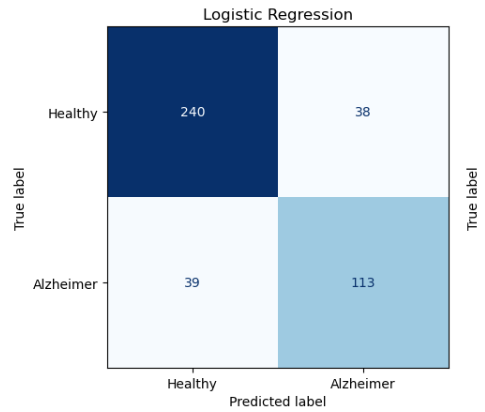 Logistic Regression
True label
Healthy
240
38
True label
Alzheimer
39
113
Healthy
Alzheimer
Predicted label